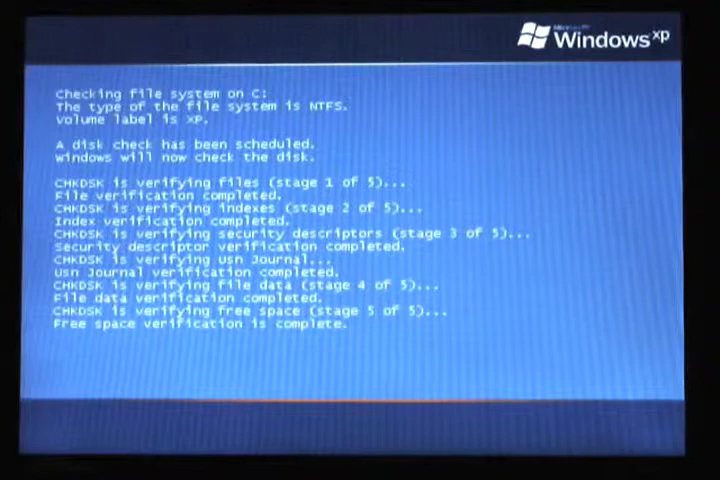 Microsoft
Windows xp
Checking file system on C:
The type of the file system is NTFS.
Volume label is XP.
A disk check has been scheduled.
Windows will now check the disk.
CHKDSK is verifying files (stage 1 of 5)...
File verification completed.
CHKDSK is verifying indexes (stage 2 of 5)...
Index verification completed.
CHKDSK is verifying security descriptors (stage 3 of 5)...
Security descriptor verification completed.
CHKDSK is verifying Usn Journal...
Usn Journal verification completed.
CHKDSK is verifying file data (stage 4 of 5)...
File data verification completed.
CHKDSK is verifying free space (stage 5 of 5)...
Free space verification is complete.